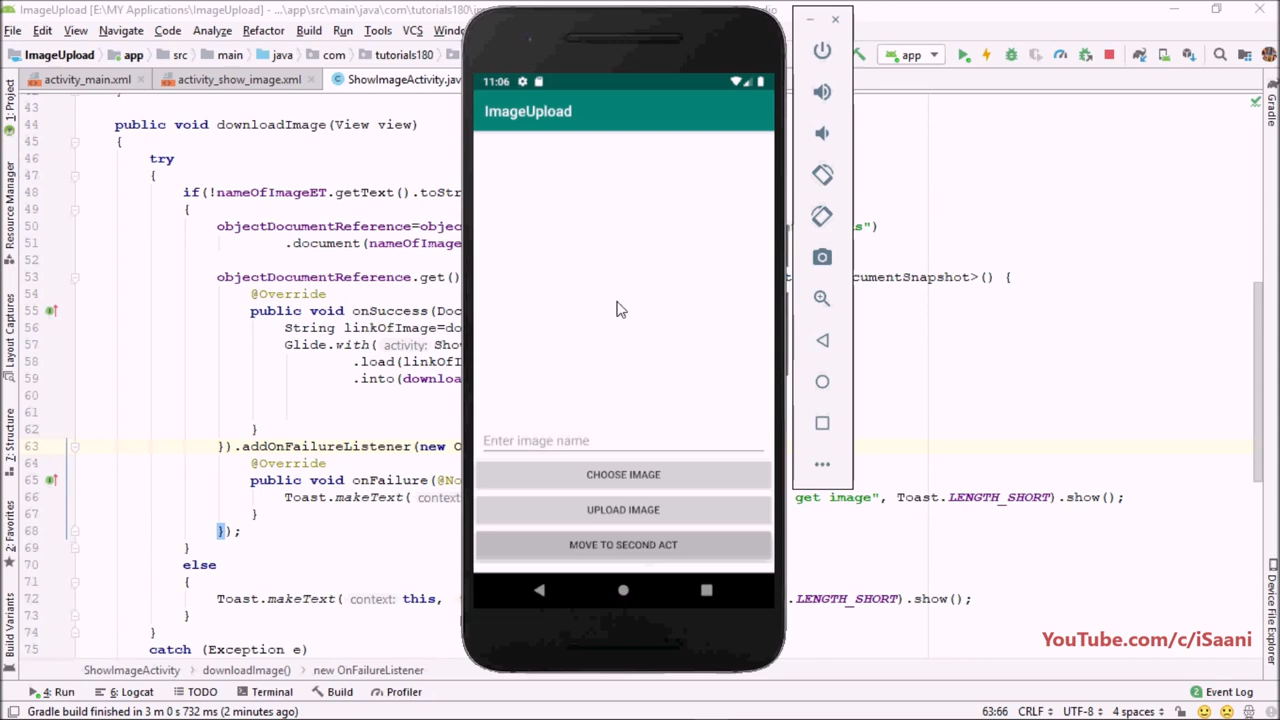 ImageUpload [E:\MY Applications\ImageUpload] - ...\app\src\main\java\com\tutorials180\
File Edit View Navigate Code Analyze Refactor Build Run Tools VCS
ImageUpload app src main java com tutorials180 app
activity_main.xml activity_show_image.xml ShowImageActivity.jav
43 }
44 public void downloadImage(View view)
45 {
46 try
47 {
48 if(!nameOfImageET.getText().toStr
49 {
50 objectDocumentReference=objec s")
51 .document(nameOfImage
52
53 objectDocumentReference.get() cumentSnapshot>() {
54 @Override
55 public void onSuccess(Doc
56 String linkOfImage=do
57 Glide.with( activity: Sho
58 .load(linkOfI
59 .into(downloa
60
61
62 }
63 }).addOnFailureListener(new O
64 @Override
65 public void onFailure(@No
66 Toast.makeText( context: get image", Toast.LENGTH_SHORT).show();
67 }
68 });
69 }
70 else
71 {
72 Toast.makeText( context: this, .LENGTH_SHORT).show();
73 }
74 }
75 catch (Exception e)
ShowImageActivity downloadImage() new OnFailureListener
4: Run 6: Logcat TODO Terminal Build Profiler 2 Event Log
Gradle build finished in 3 m 0 s 732 ms (2 minutes ago) 63:66 CRLF UTF-8 4 spaces
1: Project
Resource Manager
Layout Captures
7: Structure
2: Favorites
Build Variants
11:06
ImageUpload
Enter image name
CHOOSE IMAGE
UPLOAD IMAGE
MOVE TO SECOND ACT
Gradle
Device File Explorer
YouTube.com/c/iSaani